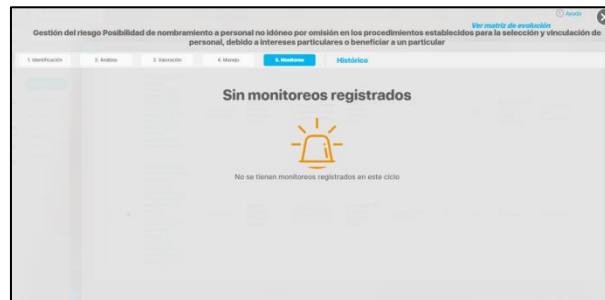 Ayuda
Ver matriz de evolución
Gestión del riesgo Posibilidad de nombramiento a personal no idóneo por omisión en los procedimientos establecidos para la selección y vinculación de
personal, debido a intereses particulares o beneficiar a un particular
1. Identificación 2. Análisis 3. Valoración 4. Manejo 5. Monitoreo Histórico
Sin monitoreos registrados
No se tienen monitoreos registrados en este ciclo